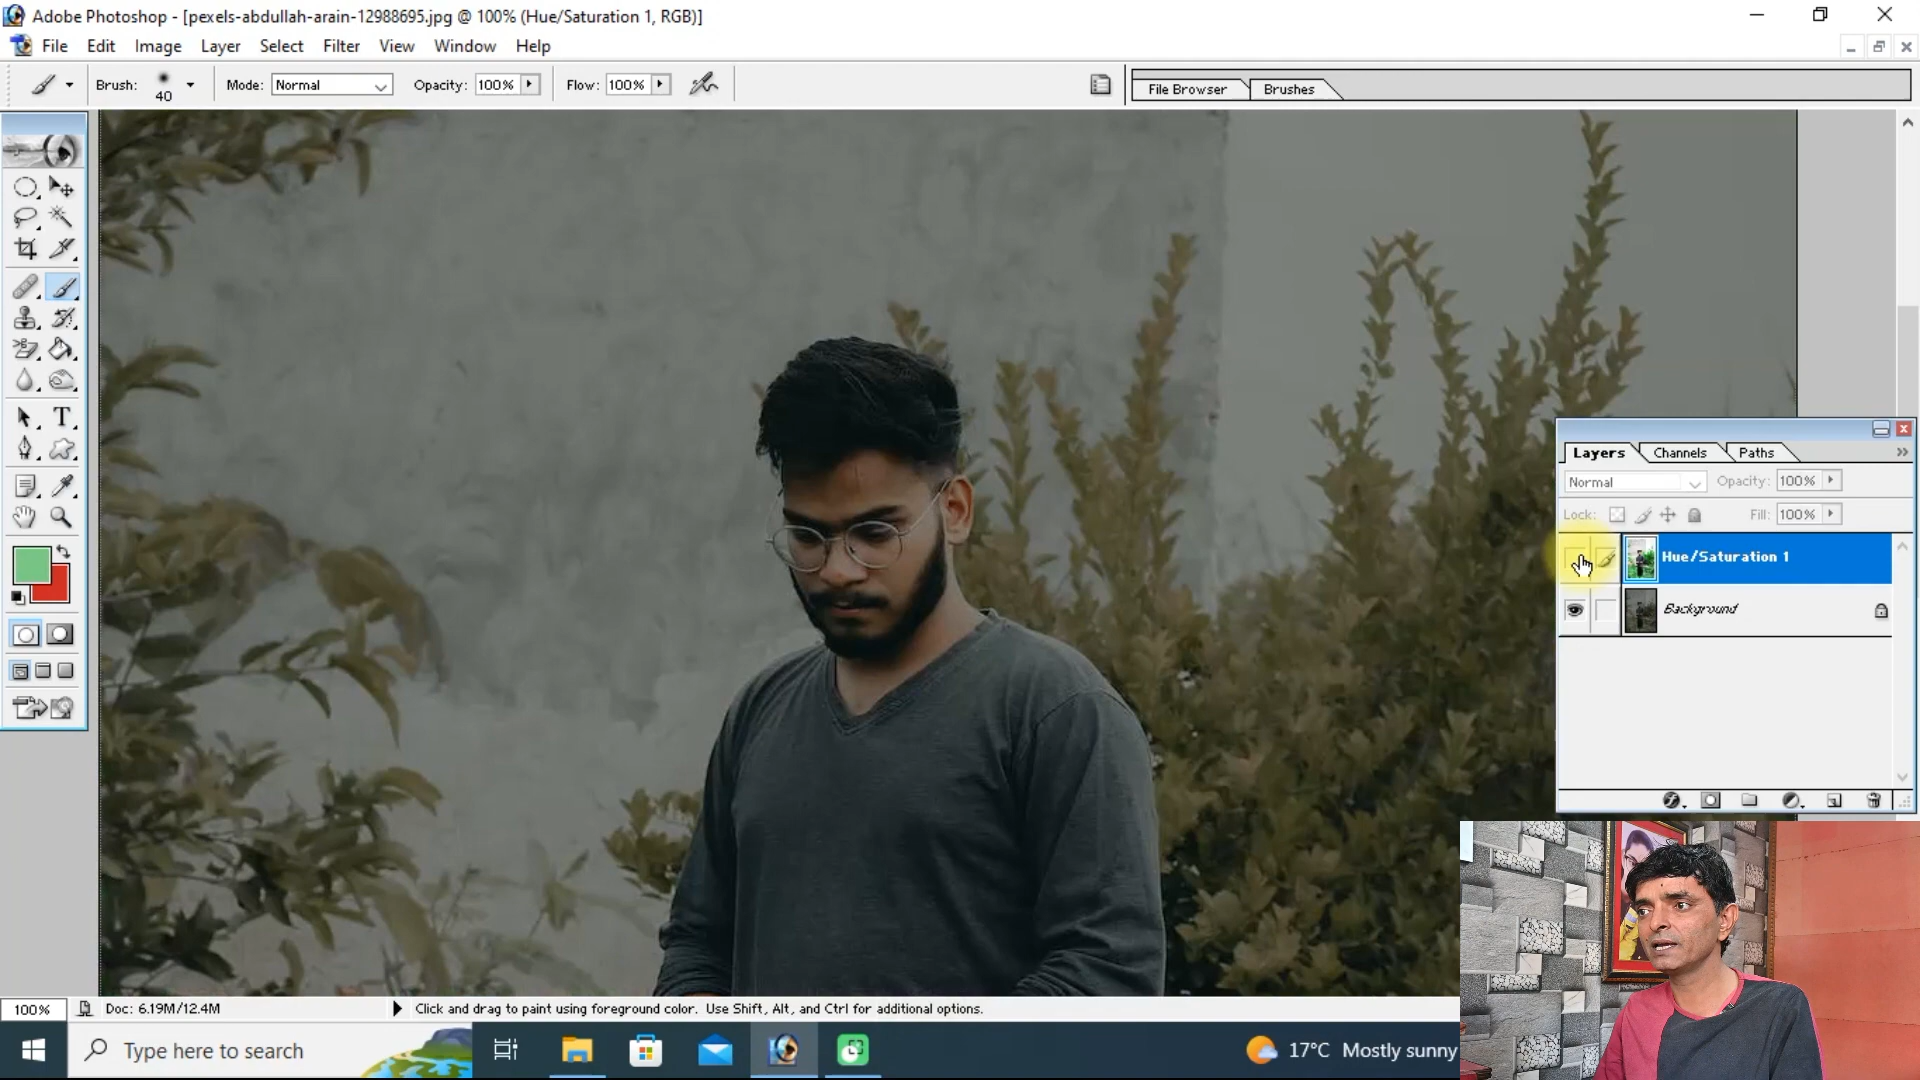 Adobe Photoshop - [pexels-abdullah-arain-12988695.jpg @ 100% (Hue/Saturation 1, RGB)]
File Edit Image Layer Select Filter View Window Help
Brush: 40 Mode: Normal Opacity: 100% Flow: 100% File Browser Brushes
Layers Channels Paths
Normal Opacity: 100%
Lock: Fill: 100%
Hue/Saturation 1
Background
100% Doc: 6.19M/12.4M Click and drag to paint using foreground color. Use Shift, Alt, and Ctrl for additional options.
Type here to search 17°C Mostly sunny